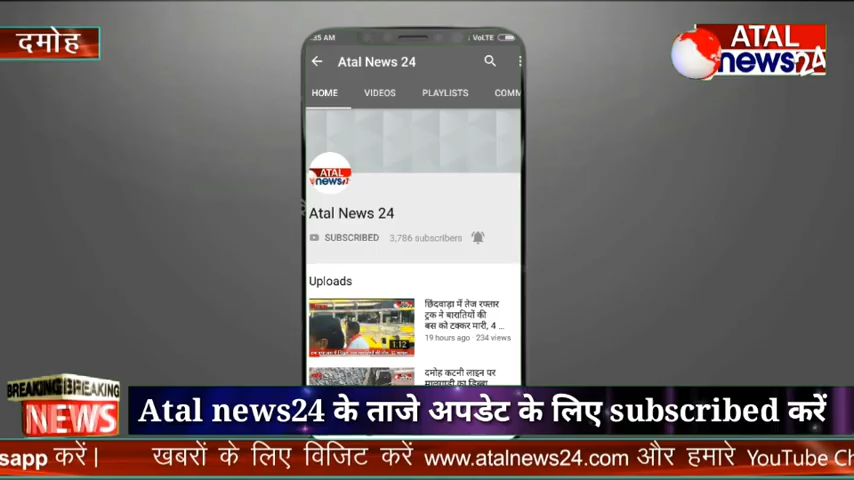 दमोह
ATAL
news24
:35 AM
VoLTE
Atal News 24
HOME VIDEOS PLAYLISTS COMM
ATAL
news
Atal News 24
SUBSCRIBED 3,786 subscribers
Uploads
छिंदवाड़ा में तेज रफ्तार
ट्रक ने बारातियों की
बस को टक्कर मारी, 4 ...
19 hours ago · 234 views
1:12
दमोह कटनी लाइन पर
BREAKING BREAKING
NEWS
Atal news24 के ताजे अपडेट के लिए subscribed करें
sapp करें। खबरों के लिए विजिट करें www.atalnews24.com और हमारे YouTube Ch